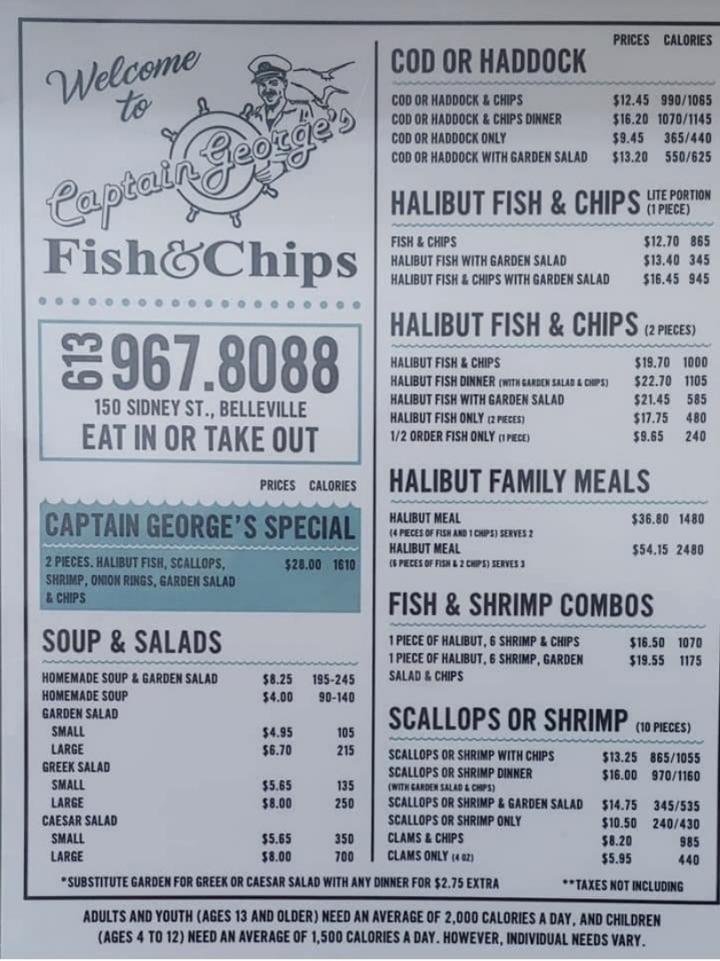 Welcome
to
Captain George's
Fish & Chips
613 967.8088
150 SIDNEY ST., BELLEVILLE
EAT IN OR TAKE OUT
PRICES CALORIES
CAPTAIN GEORGE'S SPECIAL
2 PIECES. HALIBUT FISH, SCALLOPS, $28.00 1610
SHRIMP, ONION RINGS, GARDEN SALAD
& CHIPS
SOUP & SALADS
HOMEMADE SOUP & GARDEN SALAD $8.25 195-245
HOMEMADE SOUP $4.00 90-140
GARDEN SALAD
SMALL $4.95 105
LARGE $6.70 215
GREEK SALAD
SMALL $5.65 135
LARGE $8.00 250
CAESAR SALAD
SMALL $5.65 350
LARGE $8.00 700
PRICES CALORIES
COD OR HADDOCK
COD OR HADDOCK & CHIPS $12.45 990/1065
COD OR HADDOCK & CHIPS DINNER $16.20 1070/1145
COD OR HADDOCK ONLY $9.45 365/440
COD OR HADDOCK WITH GARDEN SALAD $13.20 550/625
HALIBUT FISH & CHIPS LITE PORTION (1 PIECE)
FISH & CHIPS $12.70 865
HALIBUT FISH WITH GARDEN SALAD $13.40 345
HALIBUT FISH & CHIPS WITH GARDEN SALAD $16.45 945
HALIBUT FISH & CHIPS (2 PIECES)
HALIBUT FISH & CHIPS $19.70 1000
HALIBUT FISH DINNER (WITH GARDEN SALAD & CHIPS) $22.70 1105
HALIBUT FISH WITH GARDEN SALAD $21.45 585
HALIBUT FISH ONLY (2 PIECES) $17.75 480
1/2 ORDER FISH ONLY (1 PIECE) $9.65 240
HALIBUT FAMILY MEALS
HALIBUT MEAL $36.80 1480
(4 PIECES OF FISH AND 1 CHIPS) SERVES 2
HALIBUT MEAL $54.15 2480
(6 PIECES OF FISH & 2 CHIPS) SERVES 3
FISH & SHRIMP COMBOS
1 PIECE OF HALIBUT, 6 SHRIMP & CHIPS $16.50 1070
1 PIECE OF HALIBUT, 6 SHRIMP, GARDEN $19.55 1175
SALAD & CHIPS
SCALLOPS OR SHRIMP (10 PIECES)
SCALLOPS OR SHRIMP WITH CHIPS $13.25 865/1055
SCALLOPS OR SHRIMP DINNER $16.00 970/1160
(WITH GARDEN SALAD & CHIPS)
SCALLOPS OR SHRIMP & GARDEN SALAD $14.75 345/535
SCALLOPS OR SHRIMP ONLY $10.50 240/430
CLAMS & CHIPS $8.20 985
CLAMS ONLY (4 OZ) $5.95 440
*SUBSTITUTE GARDEN FOR GREEK OR CAESAR SALAD WITH ANY DINNER FOR $2.75 EXTRA **TAXES NOT INCLUDING
ADULTS AND YOUTH (AGES 13 AND OLDER) NEED AN AVERAGE OF 2,000 CALORIES A DAY, AND CHILDREN
(AGES 4 TO 12) NEED AN AVERAGE OF 1,500 CALORIES A DAY. HOWEVER, INDIVIDUAL NEEDS VARY.